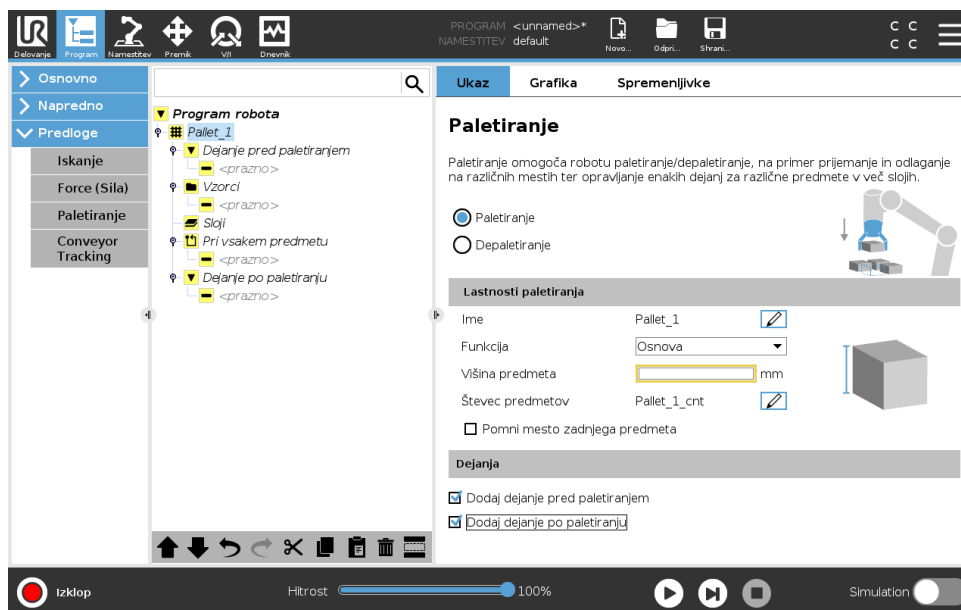 PROGRAM <unnamed>*
NAMESTITEV default
Delovanje Program Namestitev Premik V/I Dnevnik Novo... Odpri... Shrani...
C C
C C
Osnovno
Napredno
Predloge
Iskanje
Force (Sila)
Paletiranje
Conveyor
Tracking
Program robota
Pallet_1
Dejanje pred paletiranjem
<prazno>
Vzorci
<prazno>
Sloji
Pri vsakem predmetu
<prazno>
Dejanje po paletiranju
<prazno>
Ukaz Grafika Spremenljivke
Paletiranje
Paletiranje omogoča robotu paletiranje/depaletiranje, na primer prijemanje in odlaganje
na različnih mestih ter opravljanje enakih dejanj za različne predmete v več slojih.
Paletiranje
Depaletiranje
Lastnosti paletiranja
Ime Pallet_1
Funkcija Osnova
Višina predmeta mm
Števec predmetov Pallet_1_cnt
Pomni mesto zadnjega predmeta
Dejanja
Dodaj dejanje pred paletiranjem
Dodaj dejanje po paletiranju
Izklop Hitrost 100% Simulation